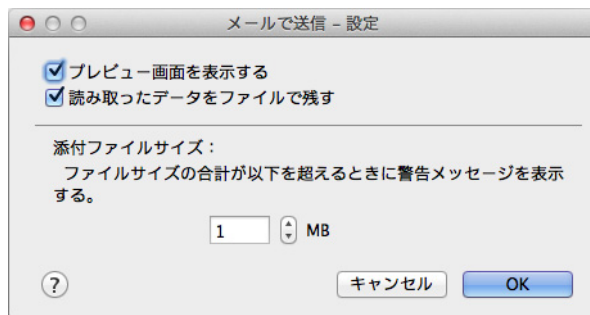 メールで送信 – 設定
プレビュー画面を表示する
読み取ったデータをファイルで残す
添付ファイルサイズ：
ファイルサイズの合計が以下を超えるときに警告メッセージを表示
する。
1 MB
? キャンセル OK